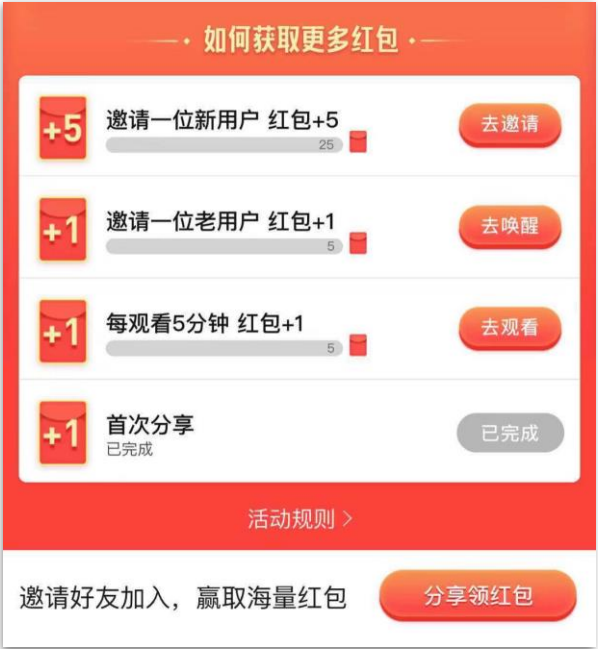 如何获取更多红包
+5
邀请一位新用户 红包+5
25
去邀请
+1
邀请一位老用户 红包+1
5
去唤醒
+1
每观看5分钟 红包+1
5
去观看
+1
首次分享
已完成
已完成
活动规则 >
邀请好友加入，赢取海量红包
分享领红包